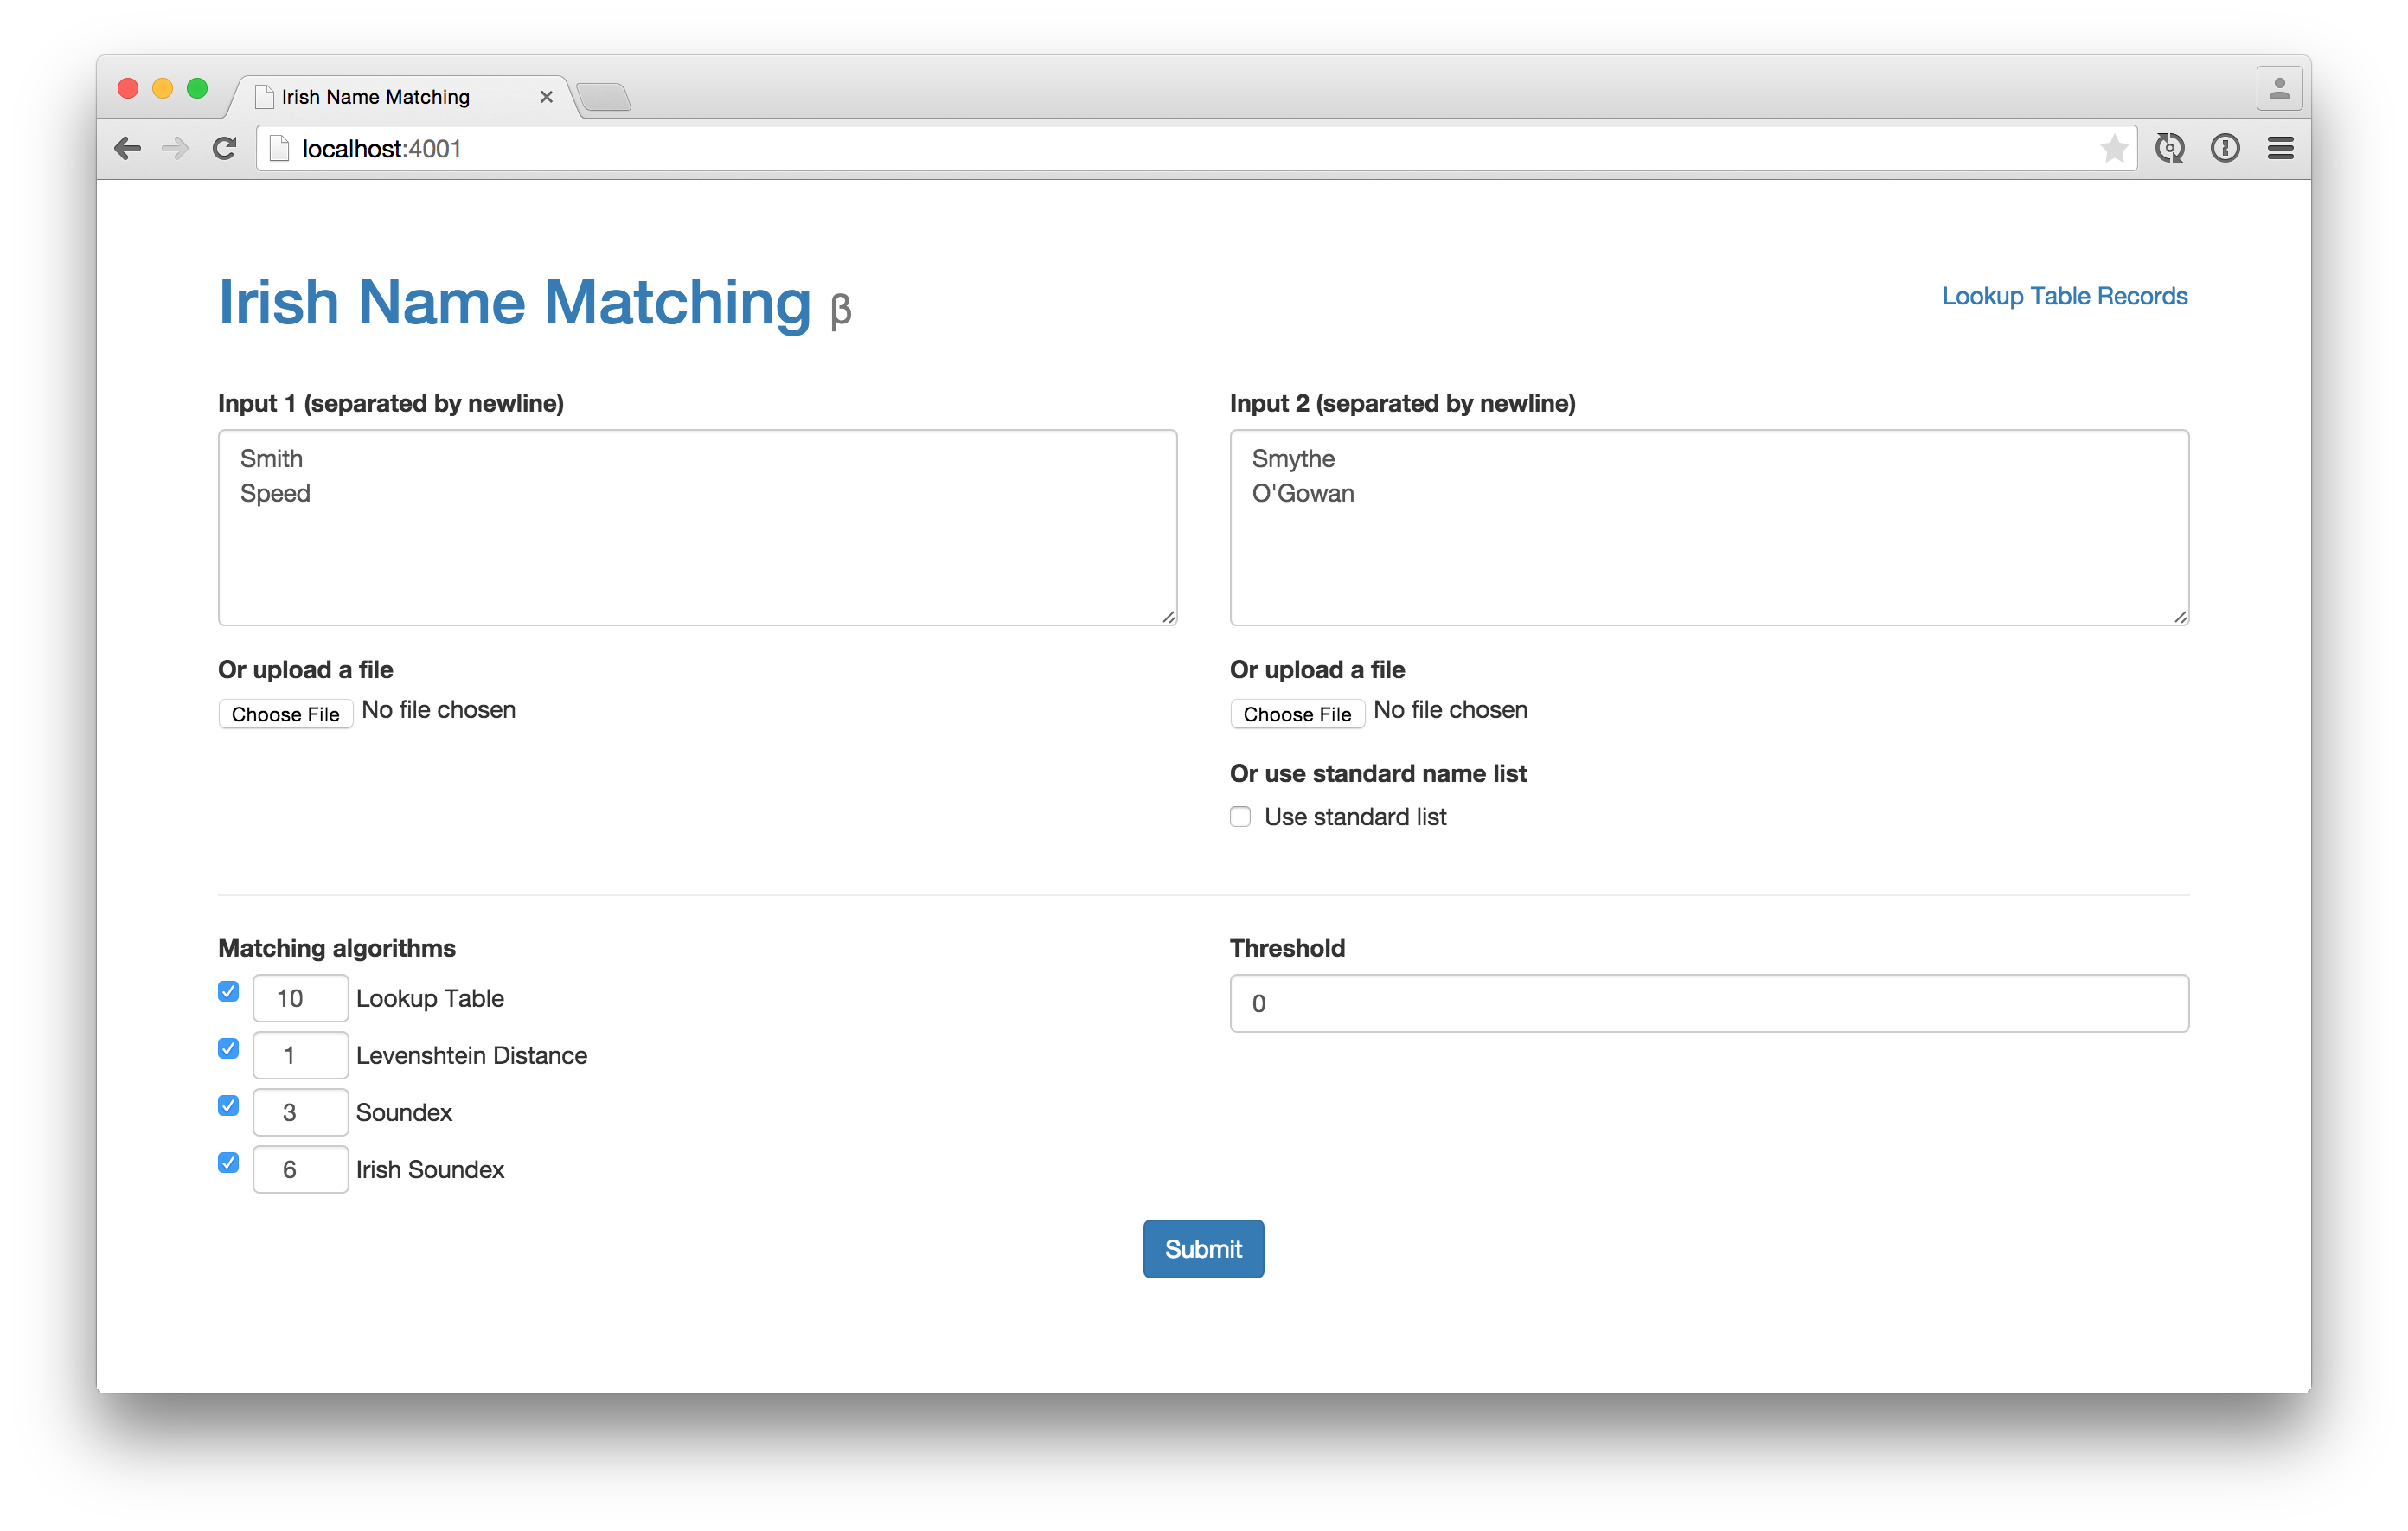 Irish Name Matching
localhost:4001
Irish Name Matching β
Lookup Table Records
Input 1 (separated by newline)
Smith
Speed
Or upload a file
Choose File No file chosen
Input 2 (separated by newline)
Smythe
O'Gowan
Or upload a file
Choose File No file chosen
Or use standard name list
Use standard list
Matching algorithms
10 Lookup Table
1 Levenshtein Distance
3 Soundex
6 Irish Soundex
Threshold
0
Submit